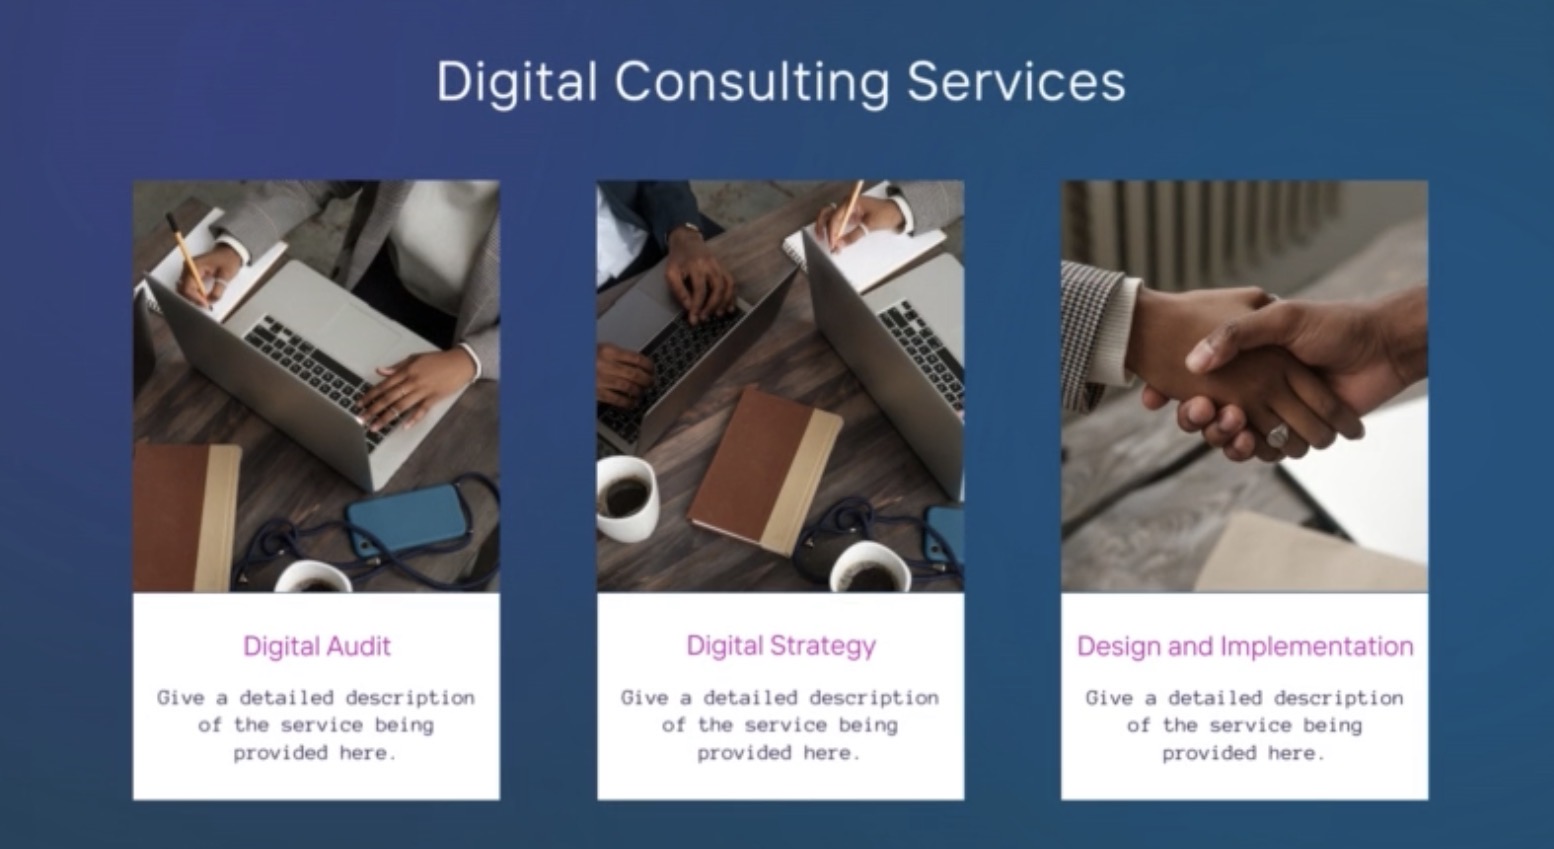 Digital Consulting Services
Digital Audit
Give a detailed description
of the service being
provided here.
Digital Strategy
Give a detailed description
of the service being
provided here.
Design and Implementation
Give a detailed description
of the service being
provided here.